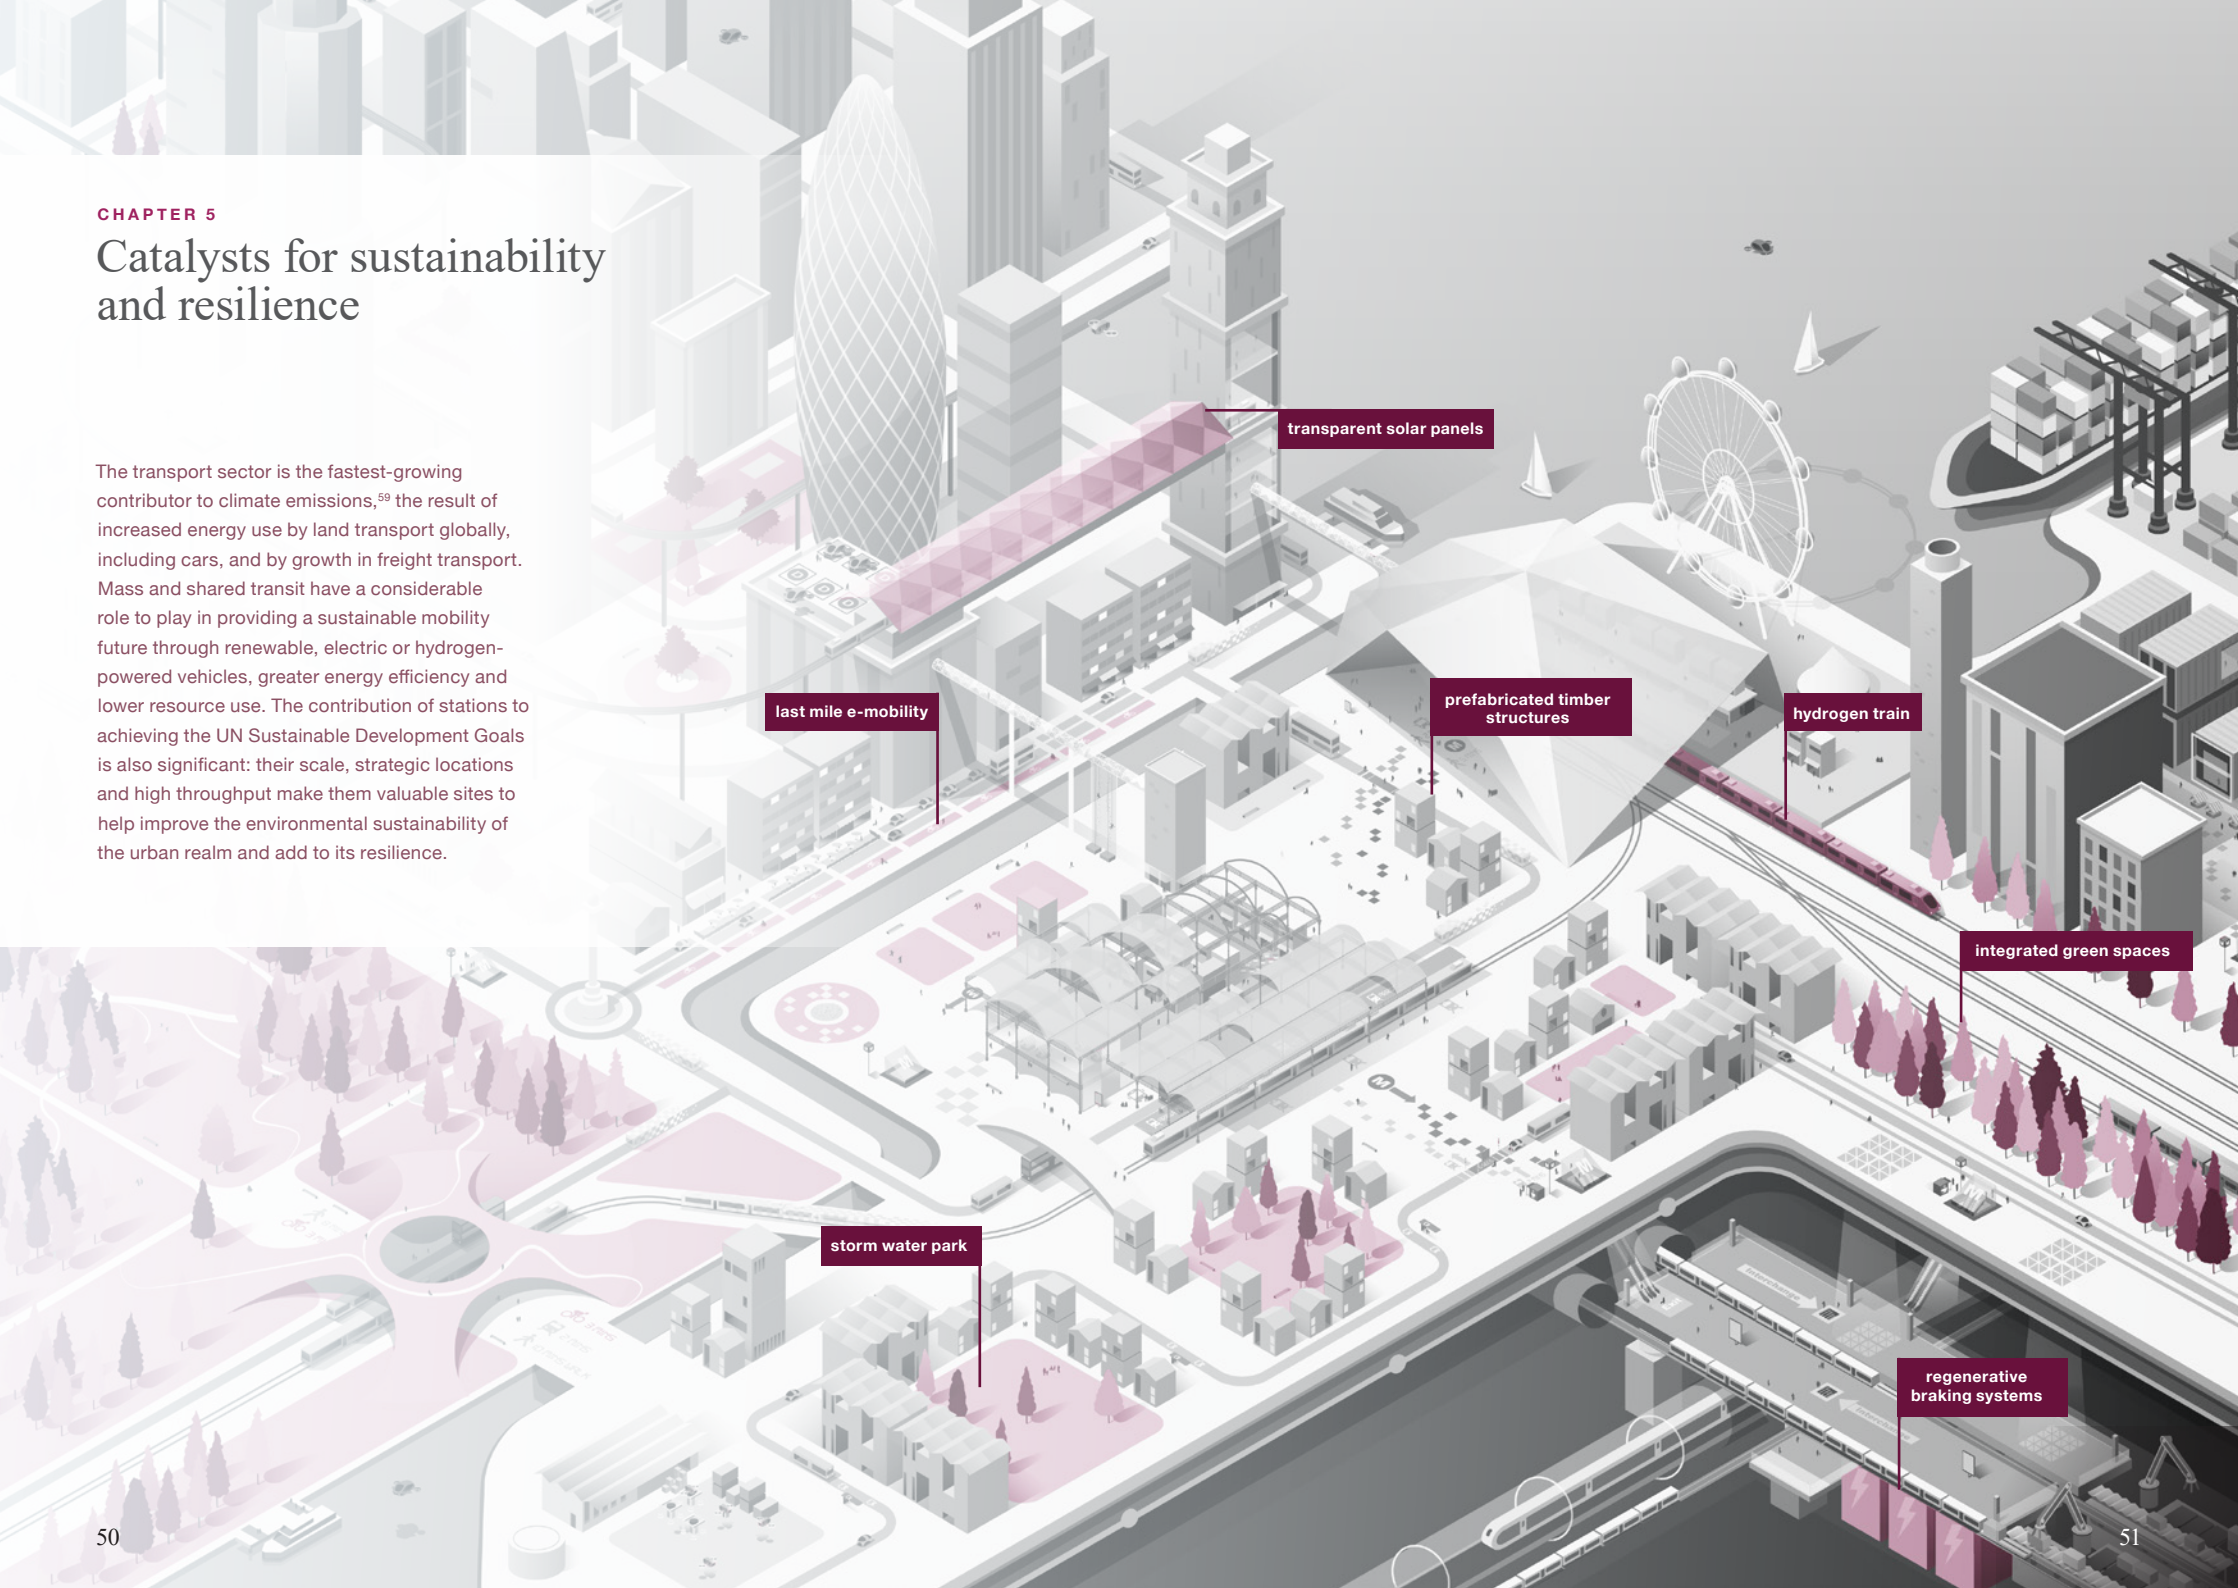 CHAPTER 5
Catalysts for sustainability
and resilience
The transport sector is the fastest-growing
contributor to climate emissions,59 the result of
increased energy use by land transport globally,
including cars, and by growth in freight transport.
Mass and shared transit have a considerable
role to play in providing a sustainable mobility
future through renewable, electric or hydrogen-
powered vehicles, greater energy efficiency and
lower resource use. The contribution of stations to
achieving the UN Sustainable Development Goals
is also significant: their scale, strategic locations
and high throughput make them valuable sites to
help improve the environmental sustainability of
the urban realm and add to its resilience.
transparent solar panels
last mile e-mobility
prefabricated timber
structures
hydrogen train
integrated green spaces
M
storm water park
interchange
regenerative
braking systems
50
51